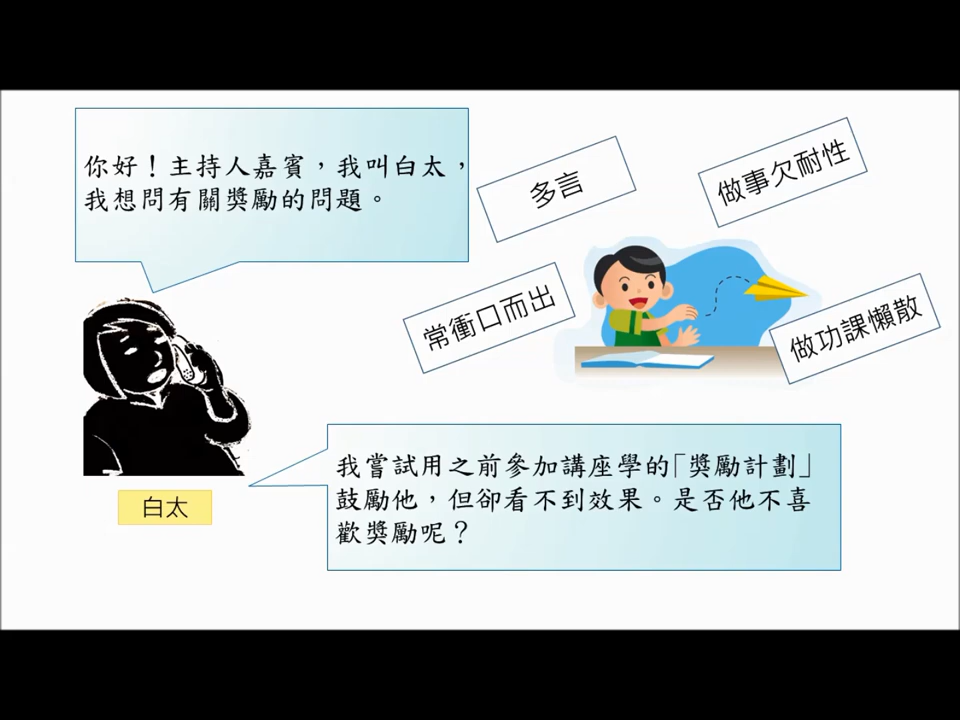 你好！主持人嘉賓，我叫白太，
我想問有關獎勵的問題。
多言
做事欠耐性
常衝口而出
做功課懶散
白太
我嘗試用之前參加講座學的「獎勵計劃」
鼓勵他，但卻看不到效果。是否他不喜
歡獎勵呢？